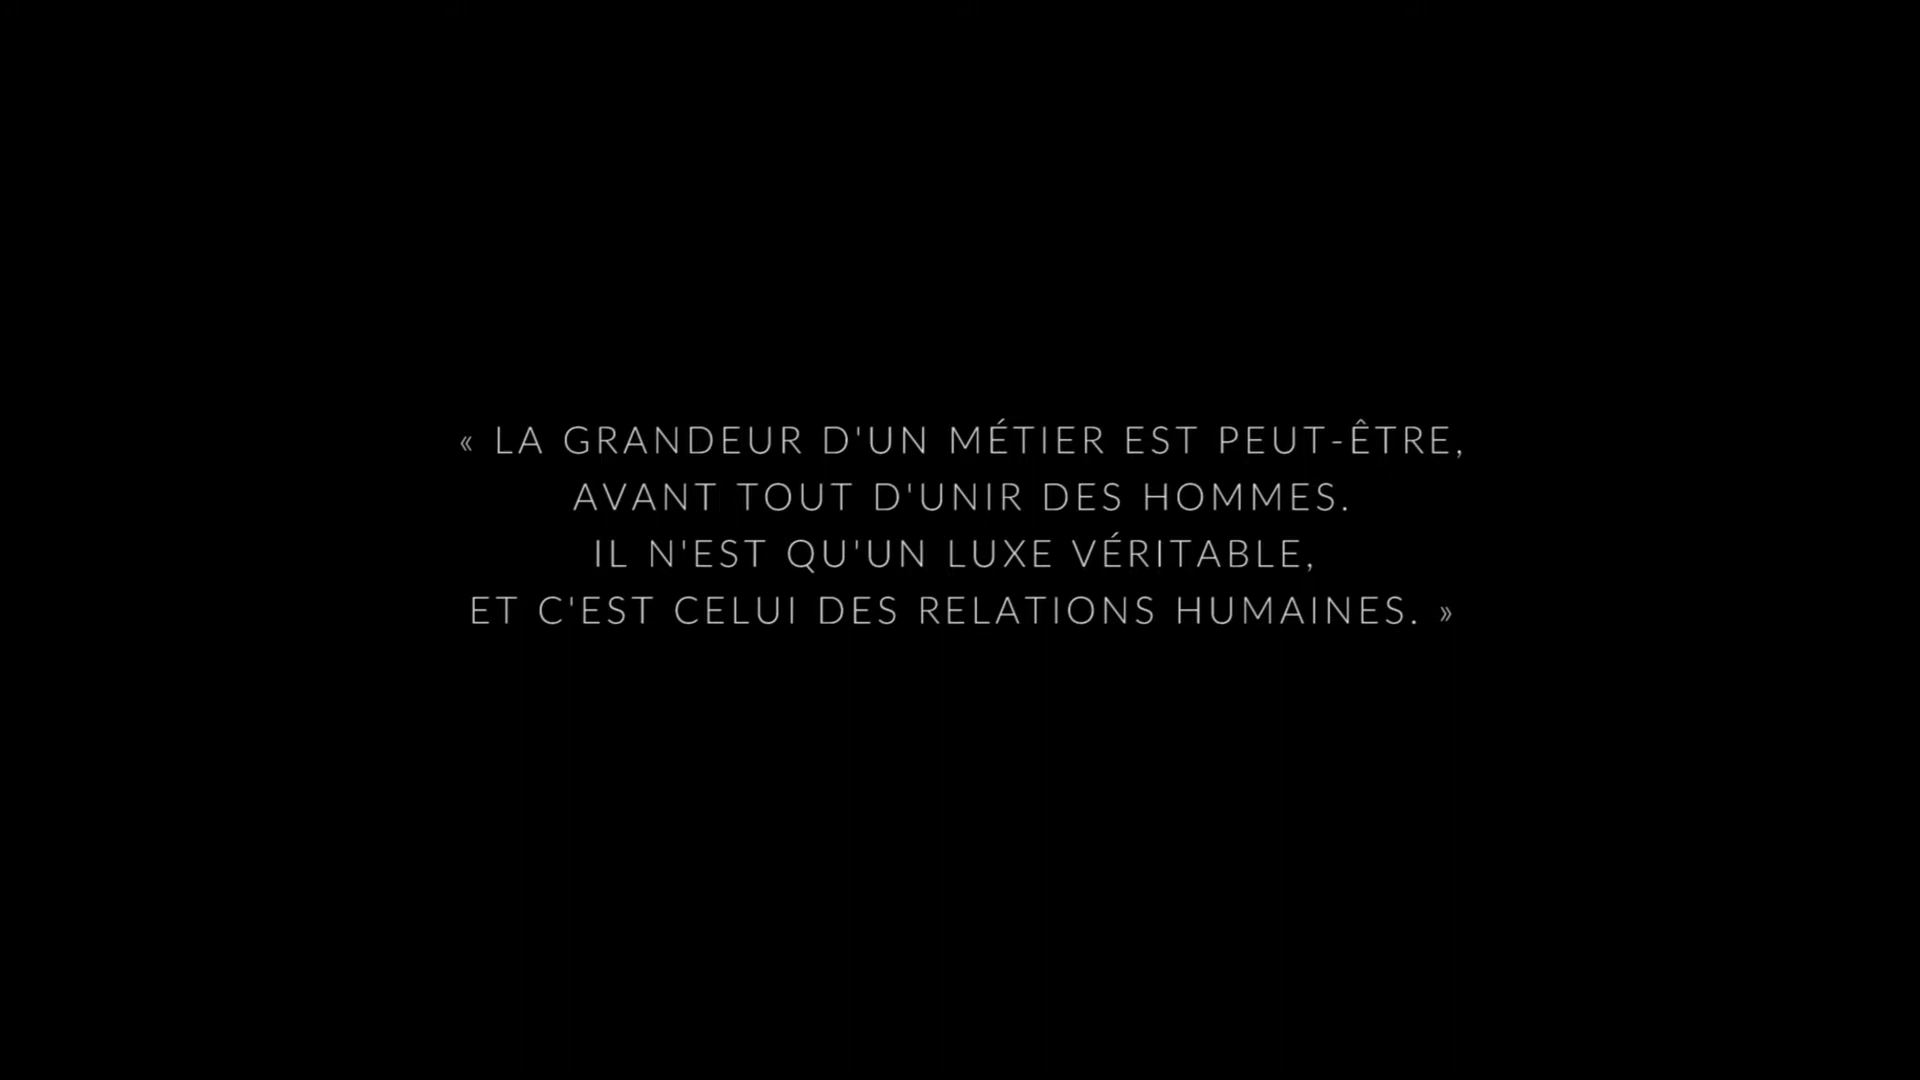 « LA GRANDEUR D'UN MÉTIER EST PEUT-ÊTRE,
AVANT TOUT D'UNIR DES HOMMES.
IL N'EST QU'UN LUXE VÉRITABLE,
ET C'EST CELUI DES RELATIONS HUMAINES. »